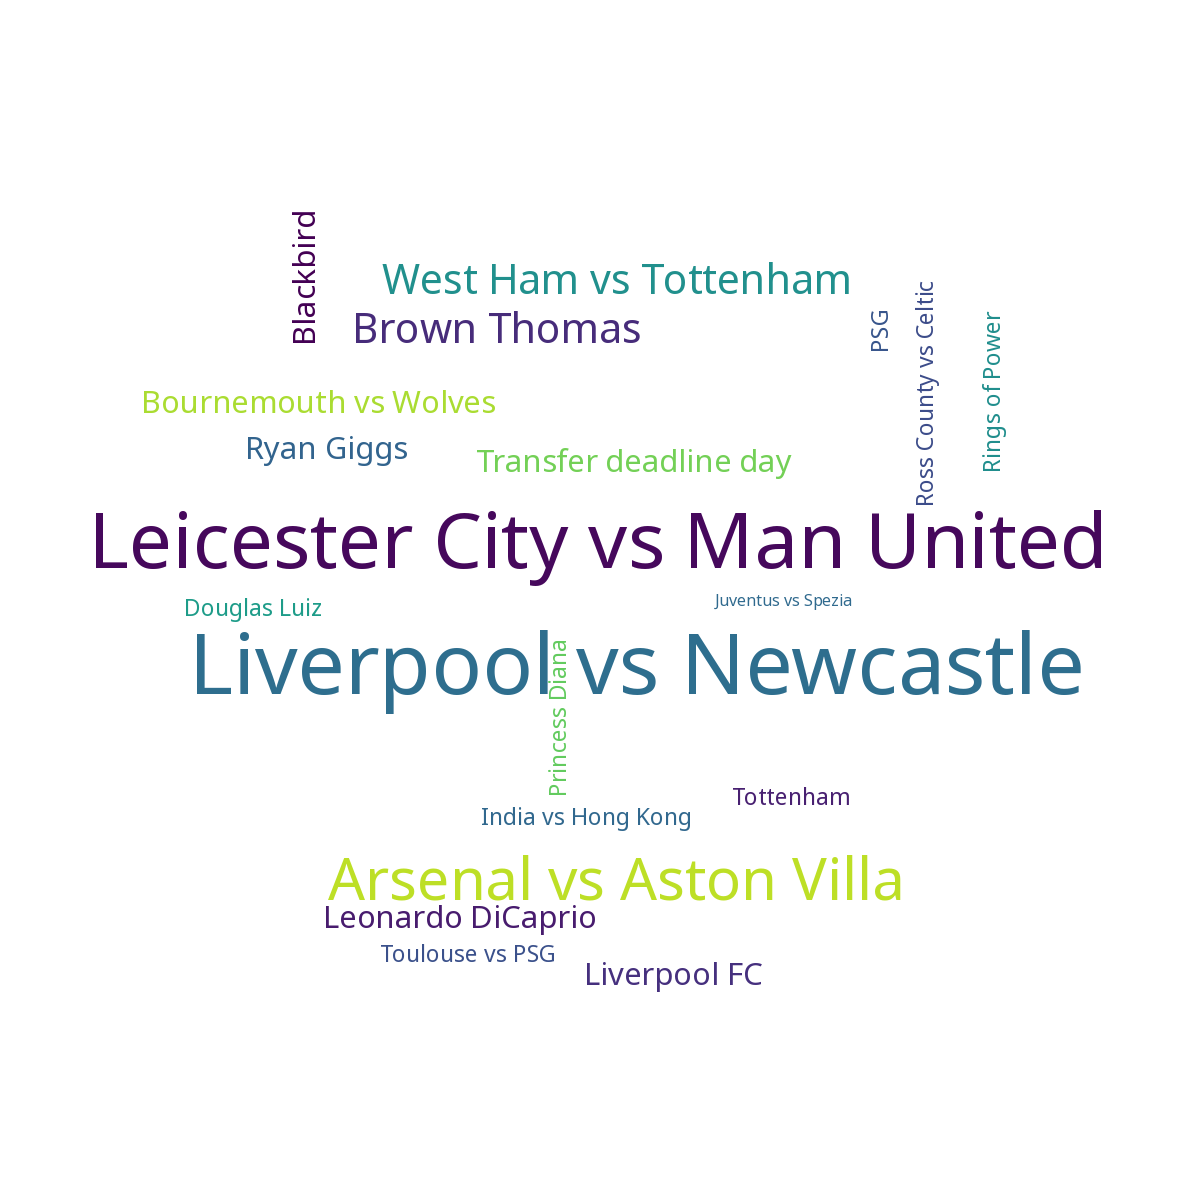 Blackbird
West Ham vs Tottenham
Brown Thomas
PSG
Ross County vs Celtic
Rings of Power
Bournemouth vs Wolves
Ryan Giggs
Transfer deadline day
Leicester City vs Man United
Douglas Luiz
Juventus vs Spezia
Liverpool vs Newcastle
Princess Diana
Tottenham
India vs Hong Kong
Arsenal vs Aston Villa
Leonardo DiCaprio
Toulouse vs PSG
Liverpool FC